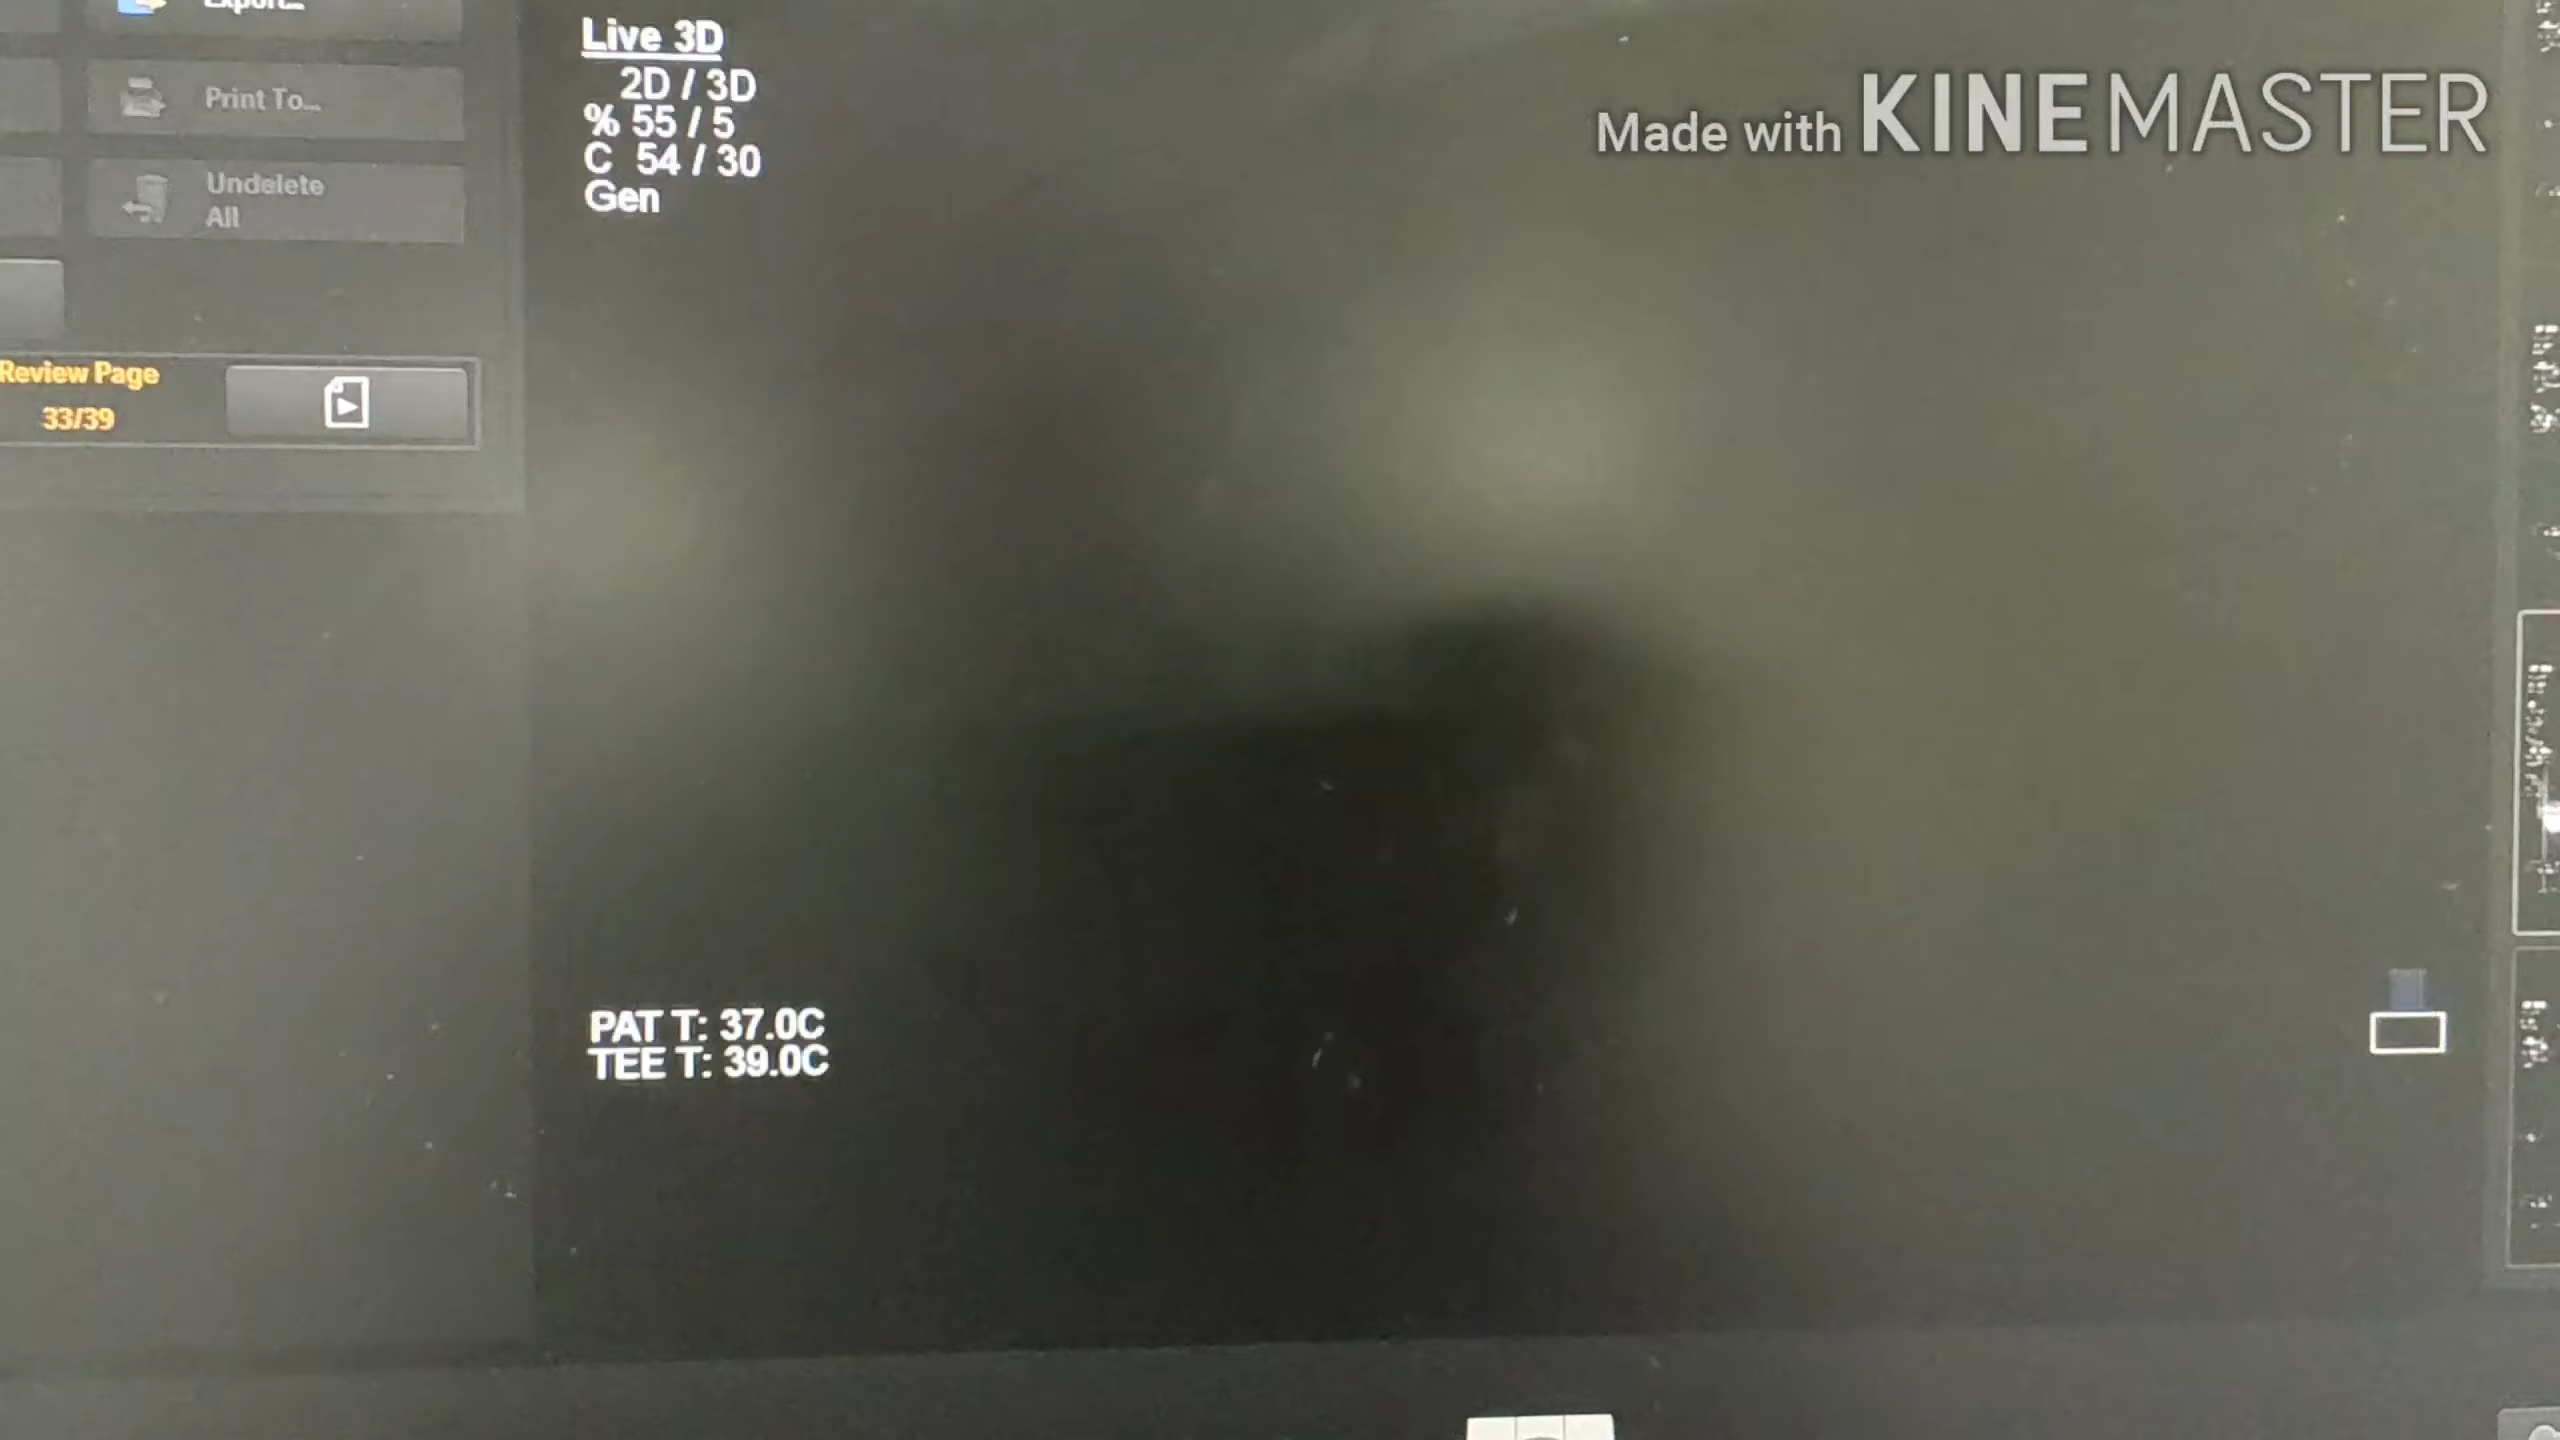 Export...
Print To...
Undelete
All
Review Page
33/39
Live 3D
2D / 3D
% 55 / 5
C 54 / 30
Gen
Made with KINEMASTER
PAT T: 37.0C
TEE T: 39.0C